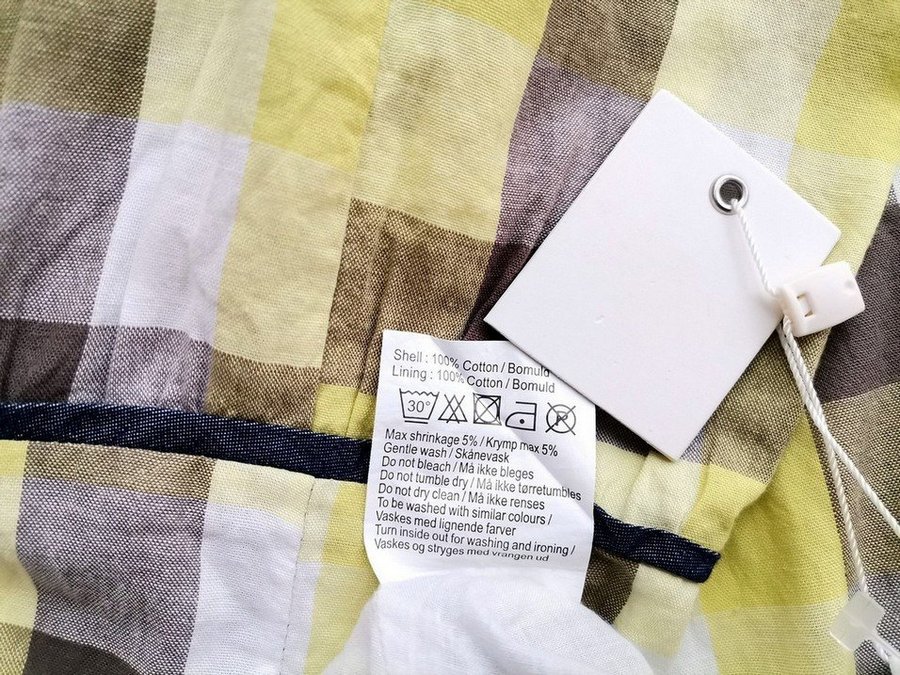 Shell : 100% Cotton / Bomuld
Lining : 100% Cotton / Bomuld
30°
Max shrinkage 5% / Krymp max 5%
Gentle wash / Skånevask
Do not bleach / Må ikke bleges
Do not tumble dry / Må ikke tørretumbles
Do not dry clean / Må ikke renses
To be washed with similar colours /
Vaskes med lignende farver
Turn inside out for washing and ironing /
Vaskes og stryges med vrangen ud